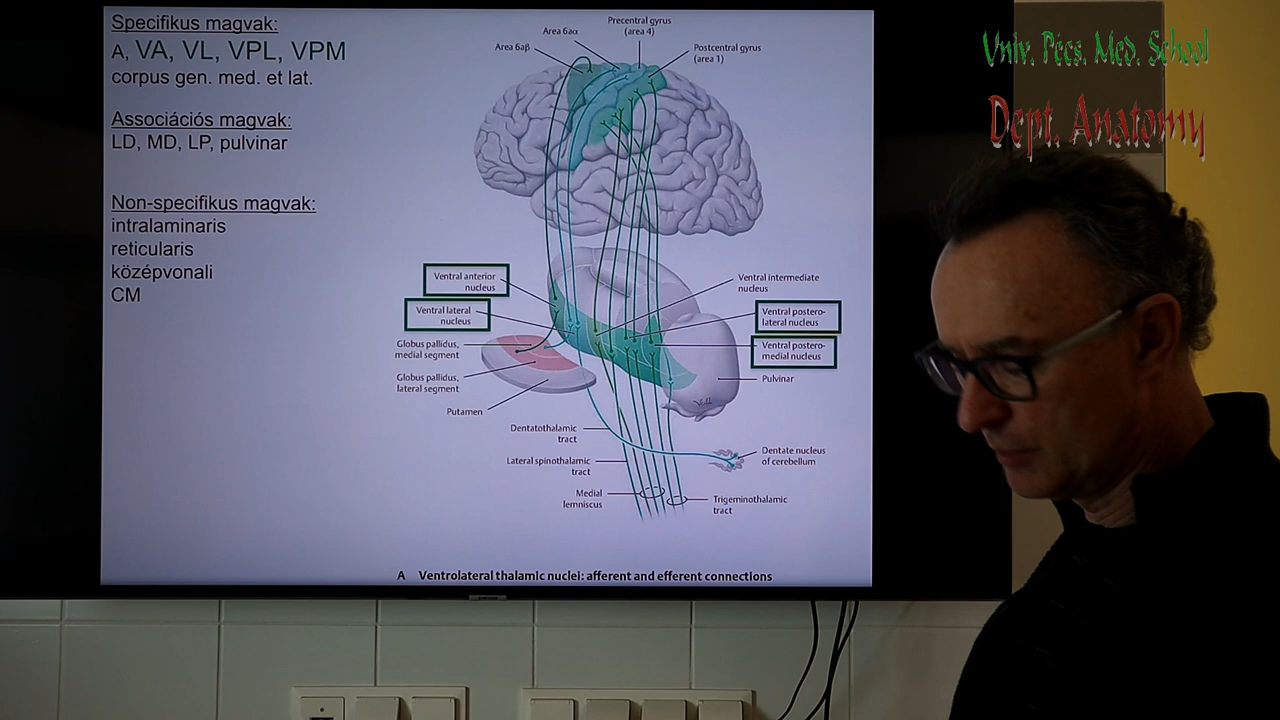 Specifikus magvak:
A, VA, VL, VPL, VPM
corpus gen. med. et lat.
Associációs magvak:
LD, MD, LP, pulvinar
Non-specifikus magvak:
intralaminaris
reticularis
középvonali
CM
Precentral gyrus
(area 4)
Area 6aα
Area 6aβ
Postcentral gyrus
(area 1)
Ventral anterior
nucleus
Ventral lateral
nucleus
Globus pallidus,
medial segment
Globus pallidus,
lateral segment
Putamen
Ventral intermediate
nucleus
Ventral postero-
lateral nucleus
Ventral postero-
medial nucleus
Pulvinar
Dentatothalamic
tract
Lateral spinothalamic
tract
Medial
lemniscus
Dentate nucleus
of cerebellum
Trigeminothalamic
tract
A Ventrolateral thalamic nuclei: afferent and efferent connections
Univ. Pécs. Med. School
Dept. Anatomy